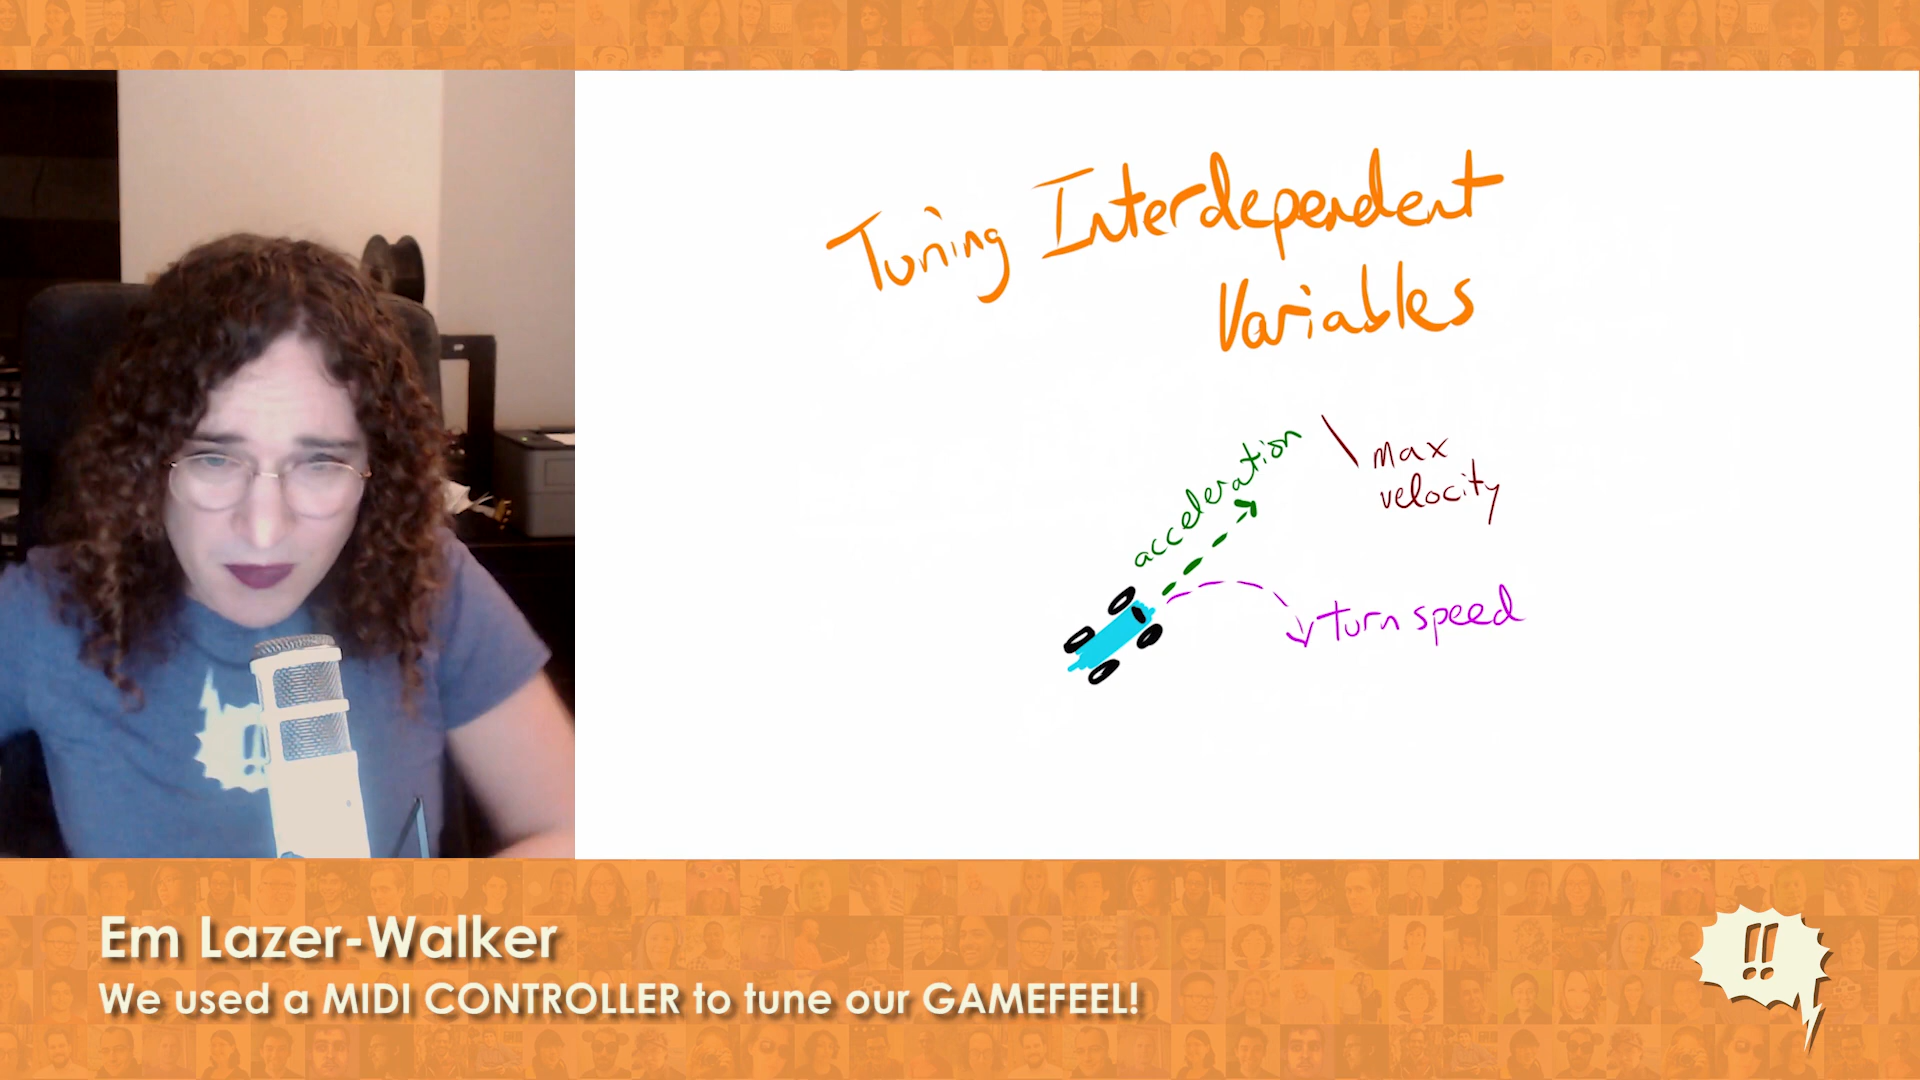 Tuning Interdependent
Variables
acceleration
max
velocity
turn speed
!!
Em Lazer-Walker
We used a MIDI CONTROLLER to tune our GAMEFEEL!
!!